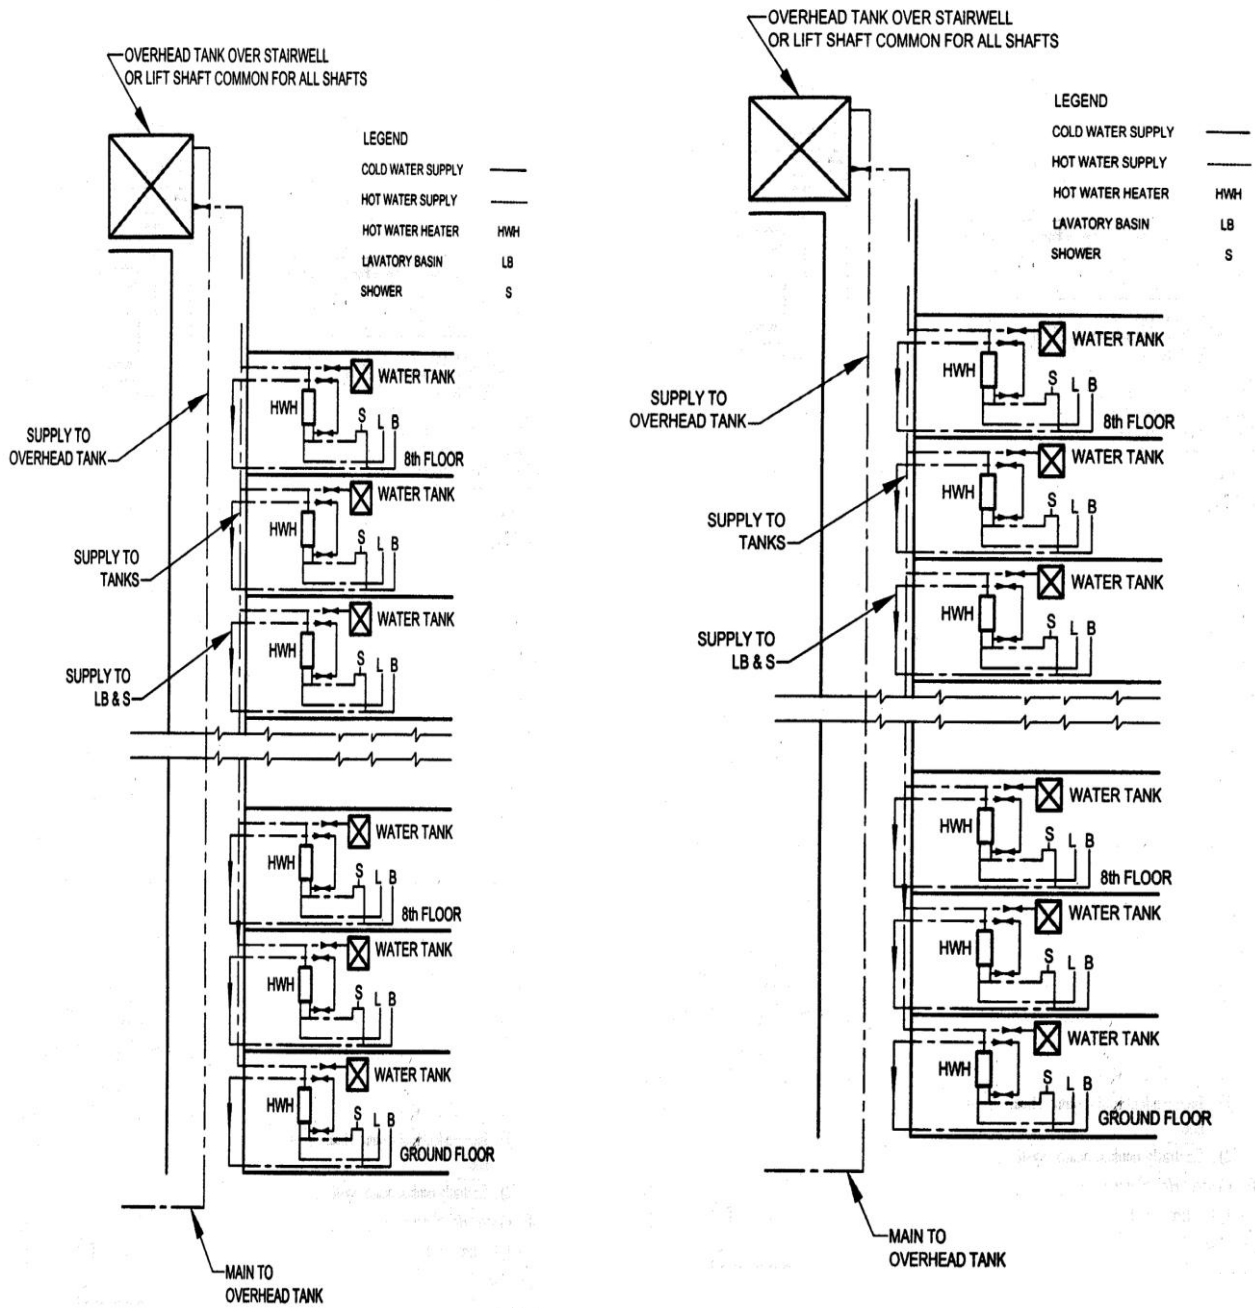 OVERHEAD TANK OVER STAIRWELL
OR LIFT SHAFT COMMON FOR ALL SHAFTS
LEGEND
COLD WATER SUPPLY
HOT WATER SUPPLY
HOT WATER HEATER HWH
LAVATORY BASIN LB
SHOWER S
WATER TANK
HWH
S L B
8th FLOOR
SUPPLY TO
OVERHEAD TANK
WATER TANK
HWH
S L B
SUPPLY TO
TANKS
WATER TANK
HWH
S L B
SUPPLY TO
LB & S
WATER TANK
HWH
S L B
8th FLOOR
WATER TANK
HWH
S L B
WATER TANK
HWH
S L B
GROUND FLOOR
MAIN TO
OVERHEAD TANK
OVERHEAD TANK OVER STAIRWELL
OR LIFT SHAFT COMMON FOR ALL SHAFTS
LEGEND
COLD WATER SUPPLY
HOT WATER SUPPLY
HOT WATER HEATER HWH
LAVATORY BASIN LB
SHOWER S
WATER TANK
HWH
S L B
8th FLOOR
SUPPLY TO
OVERHEAD TANK
WATER TANK
HWH
S L B
SUPPLY TO
TANKS
WATER TANK
HWH
S L B
SUPPLY TO
LB & S
WATER TANK
HWH
S L B
8th FLOOR
WATER TANK
HWH
S L B
WATER TANK
HWH
S L B
GROUND FLOOR
MAIN TO
OVERHEAD TANK